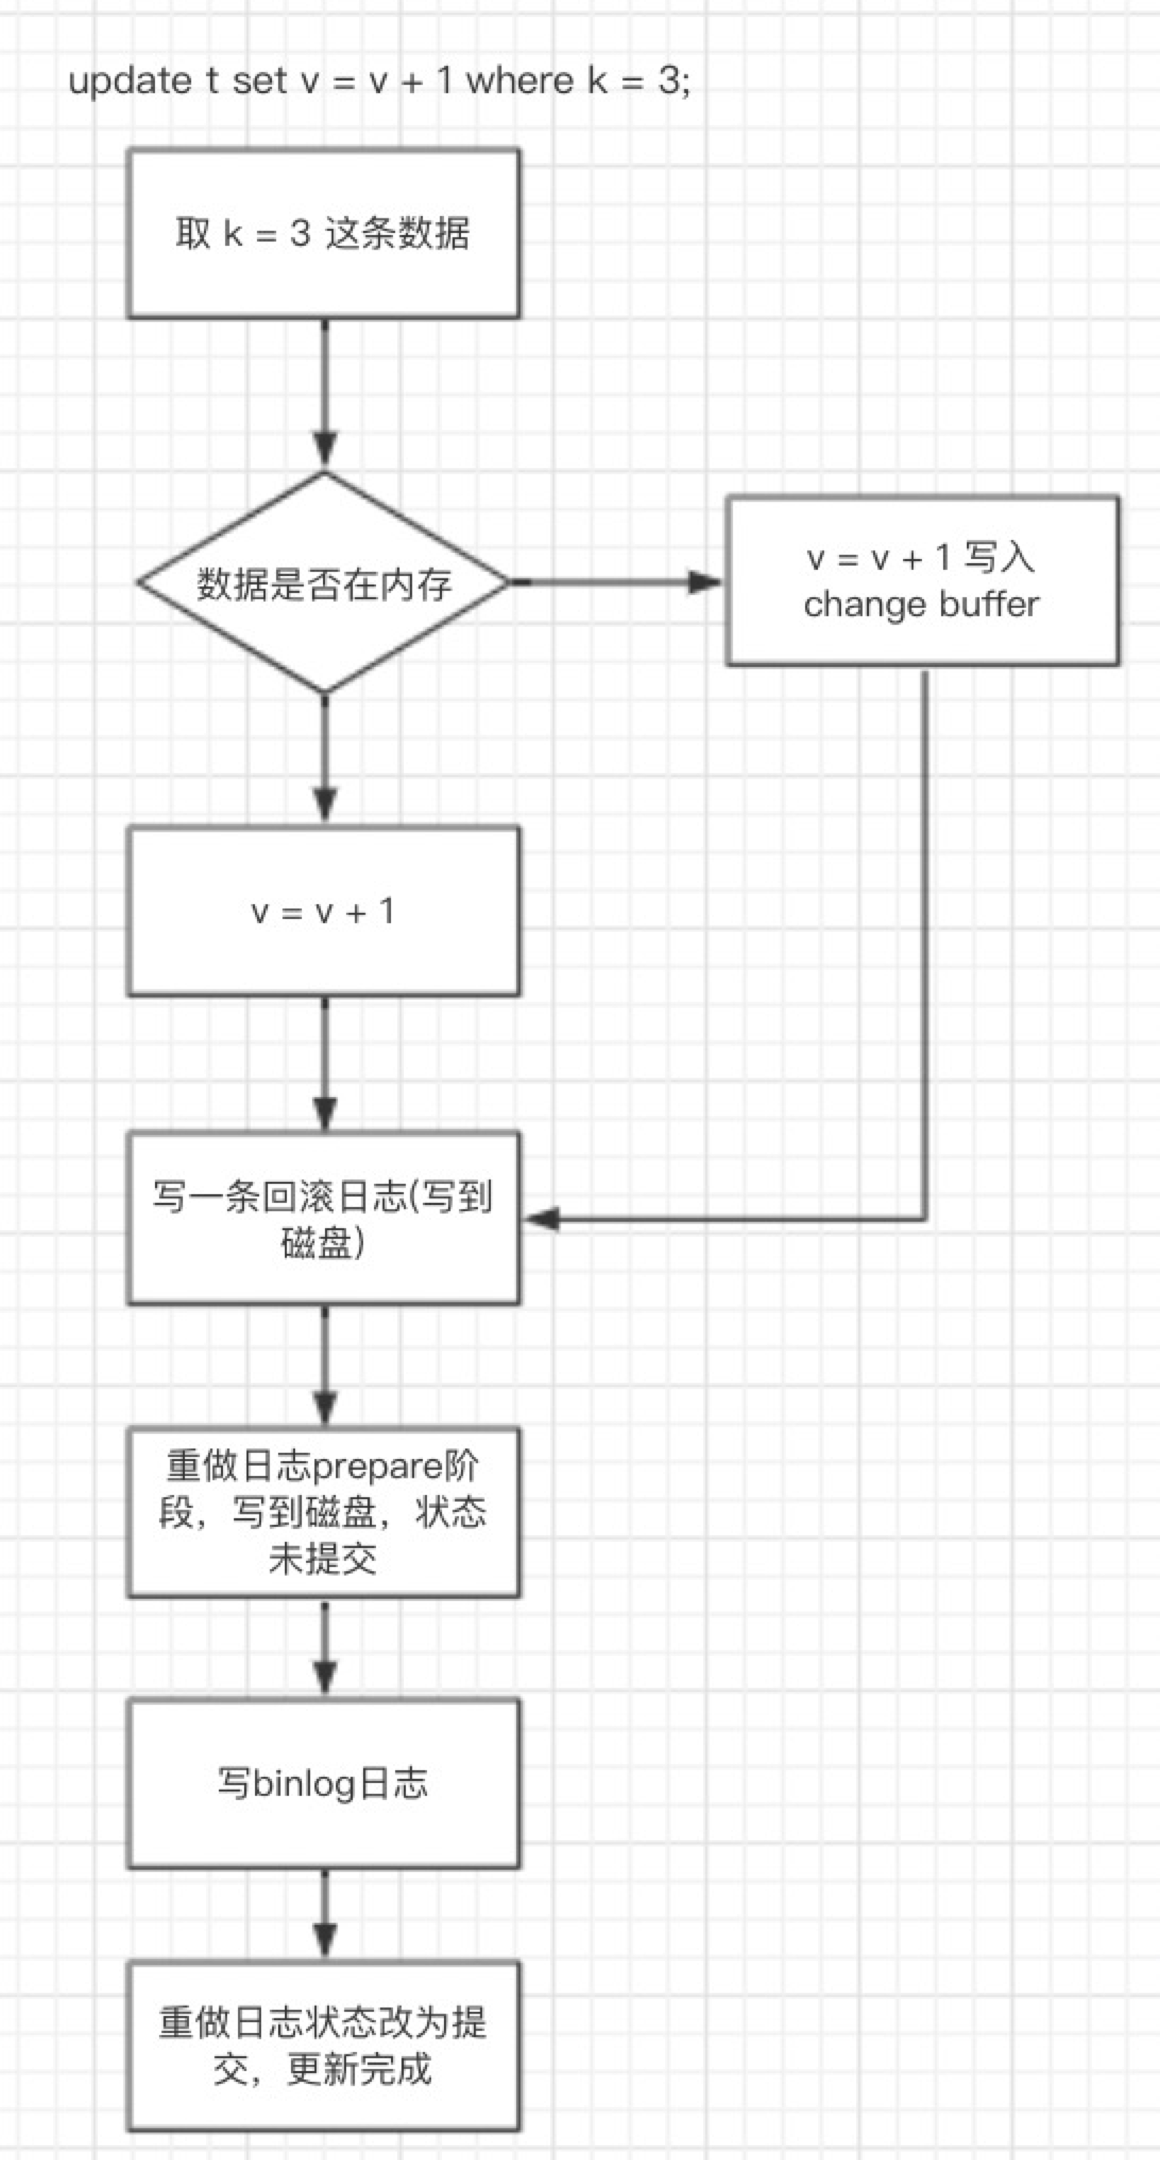 update t set v = v + 1 where k = 3;
取 k = 3 这条数据
数据是否在内存
v = v + 1 写入
change buffer
v = v + 1
写一条回滚日志(写到
磁盘)
重做日志prepare阶
段，写到磁盘，状态
未提交
写binlog日志
重做日志状态改为提
交，更新完成